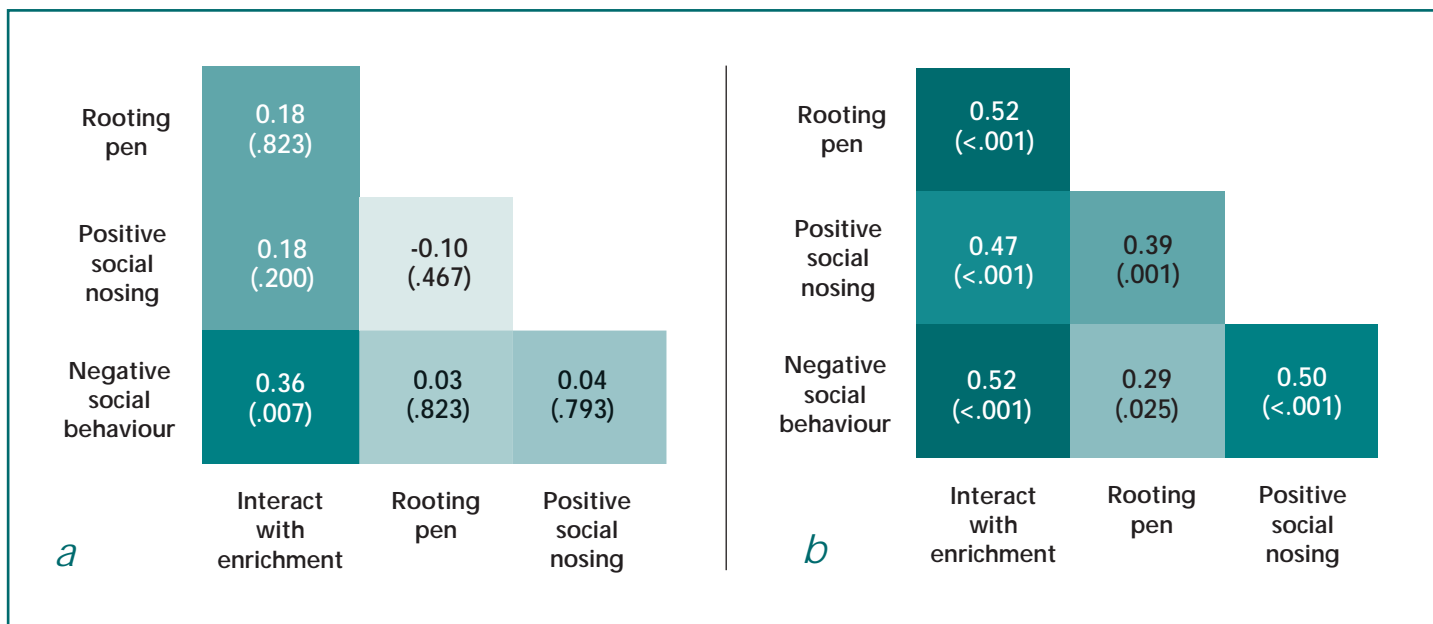 Rooting
pen
0.18
(.823)
Positive
social
nosing
0.18
(.200)
-0.10
(.467)
Negative
social
behaviour
0.36
(.007)
0.03
(.823)
0.04
(.793)
Interact
with
enrichment
Rooting
pen
Positive
social
nosing
a
Rooting
pen
0.52
(<.001)
Positive
social
nosing
0.47
(<.001)
0.39
(.001)
Negative
social
behaviour
0.52
(<.001)
0.29
(.025)
0.50
(<.001)
Interact
with
enrichment
Rooting
pen
Positive
social
nosing
b